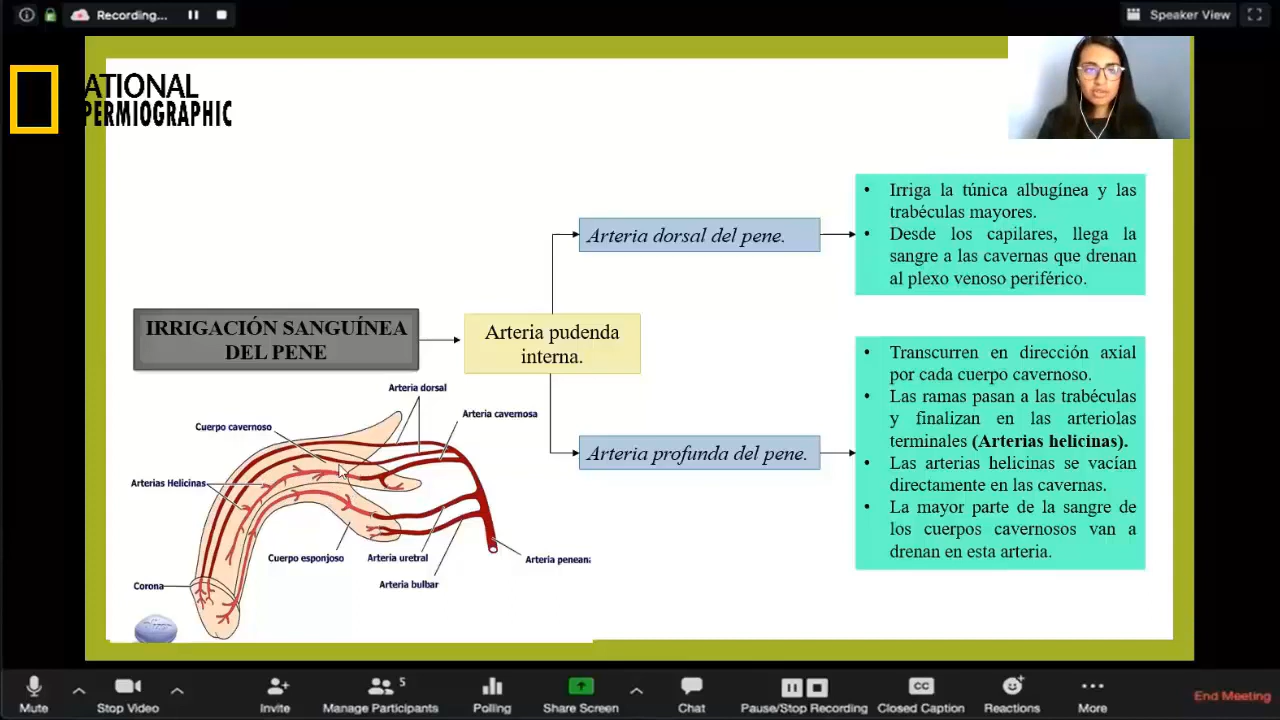 Recording...
Speaker View
ATIONAL
PERMIOGRAPHIC
IRRIGACIÓN SANGUÍNEA
DEL PENE
Arteria pudenda
interna.
Arteria dorsal del pene.
• Irriga la túnica albugínea y las
trabéculas mayores.
• Desde los capilares, llega la
sangre a las cavernas que drenan
al plexo venoso periférico.
Arteria profunda del pene.
• Transcurren en dirección axial
por cada cuerpo cavernoso.
• Las ramas pasan a las trabéculas
y finalizan en las arteriolas
terminales (Arterias helicinas).
• Las arterias helicinas se vacían
directamente en las cavernas.
• La mayor parte de la sangre de
los cuerpos cavernosos van a
drenan en esta arteria.
Arteria dorsal
Arteria cavernosa
Cuerpo cavernoso
Arterias Helicinas
Cuerpo esponjoso
Arteria uretral
Arteria peneana
Arteria bulbar
Corona
Mute
Stop Video
Invite
5
Manage Participants
Polling
Share Screen
Chat
Pause/Stop Recording
CC
Closed Caption
Reactions
More
End Meeting